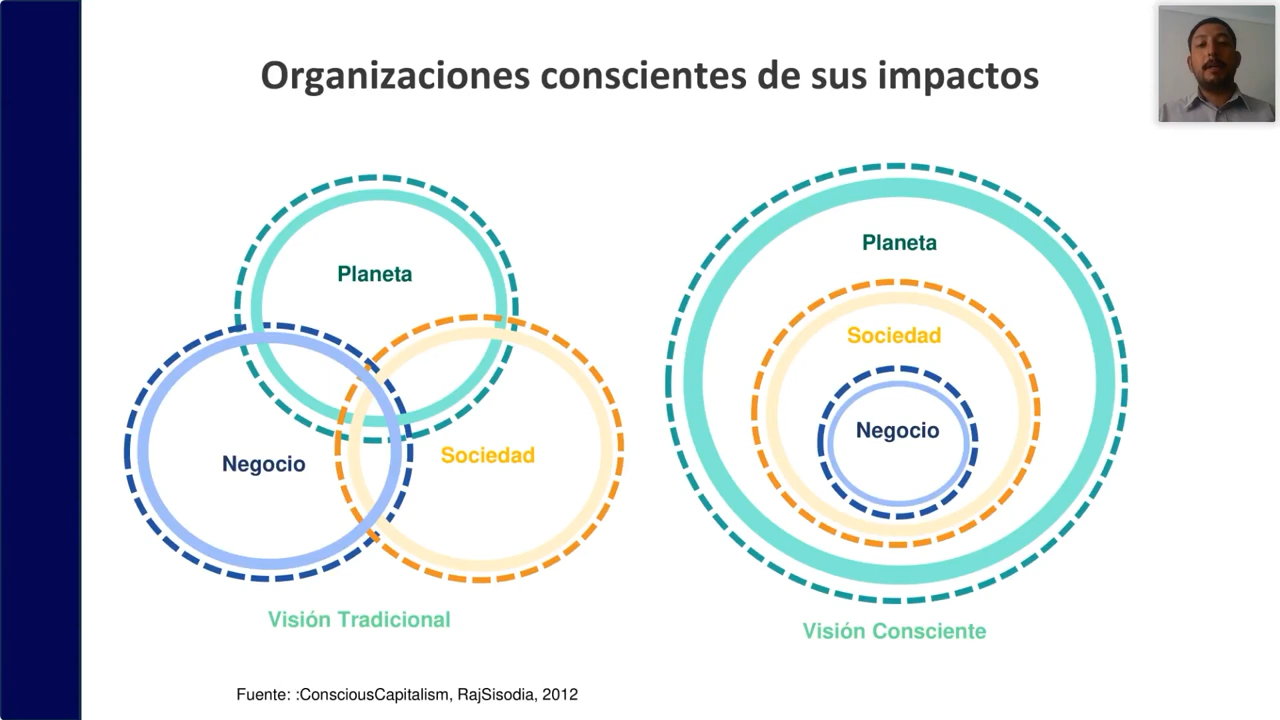 Organizaciones conscientes de sus impactos
Planeta
Negocio
Sociedad
Visión Tradicional
Planeta
Sociedad
Negocio
Visión Consciente
Fuente: :ConsciousCapitalism, RajSisodia, 2012